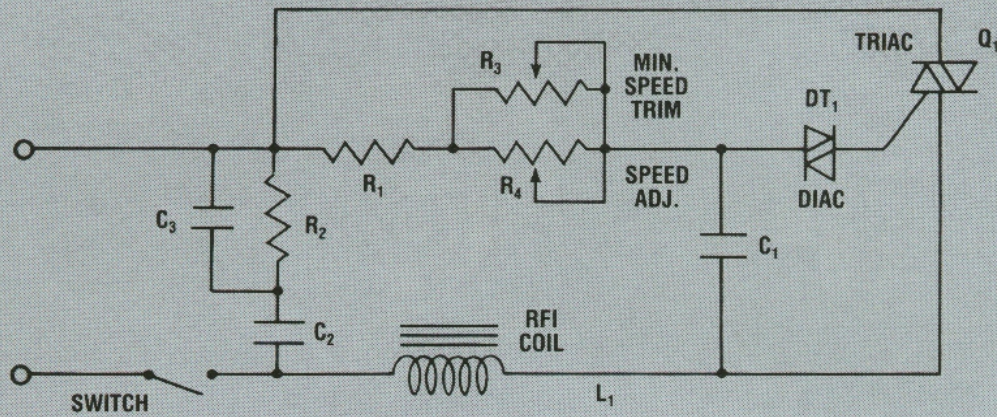 TRIAC
Q₁
R₃
MIN.
SPEED
TRIM
DT₁
R₁
R₄
SPEED
ADJ.
DIAC
C₃
R₂
C₁
C₂
RFI
COIL
L₁
SWITCH